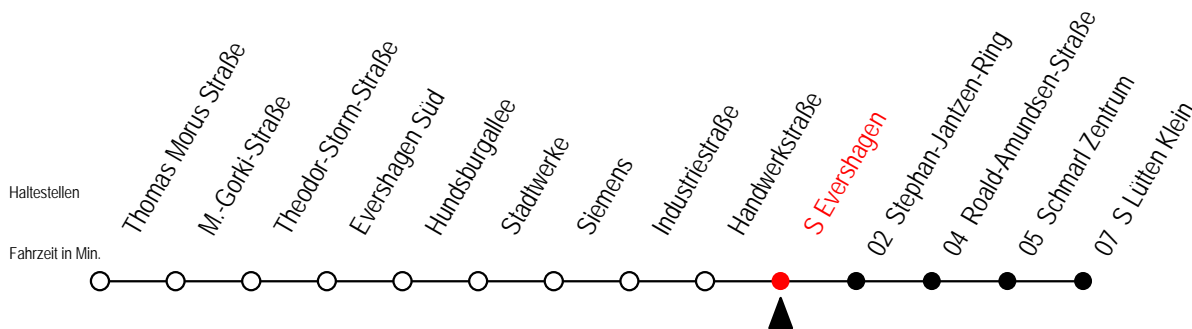 Haltestellen
Fahrzeit in Min.
Thomas Morus Straße
M.-Gorki-Straße
Theodor-Storm-Straße
Evershagen Süd
Hundsburgallee
Stadtwerke
Siemens
Industriestraße
Handwerkstraße
S Evershagen
02 Stephan-Jantzen-Ring
04 Roald-Amundsen-Straße
05 Schmarl Zentrum
07 S Lütten Klein